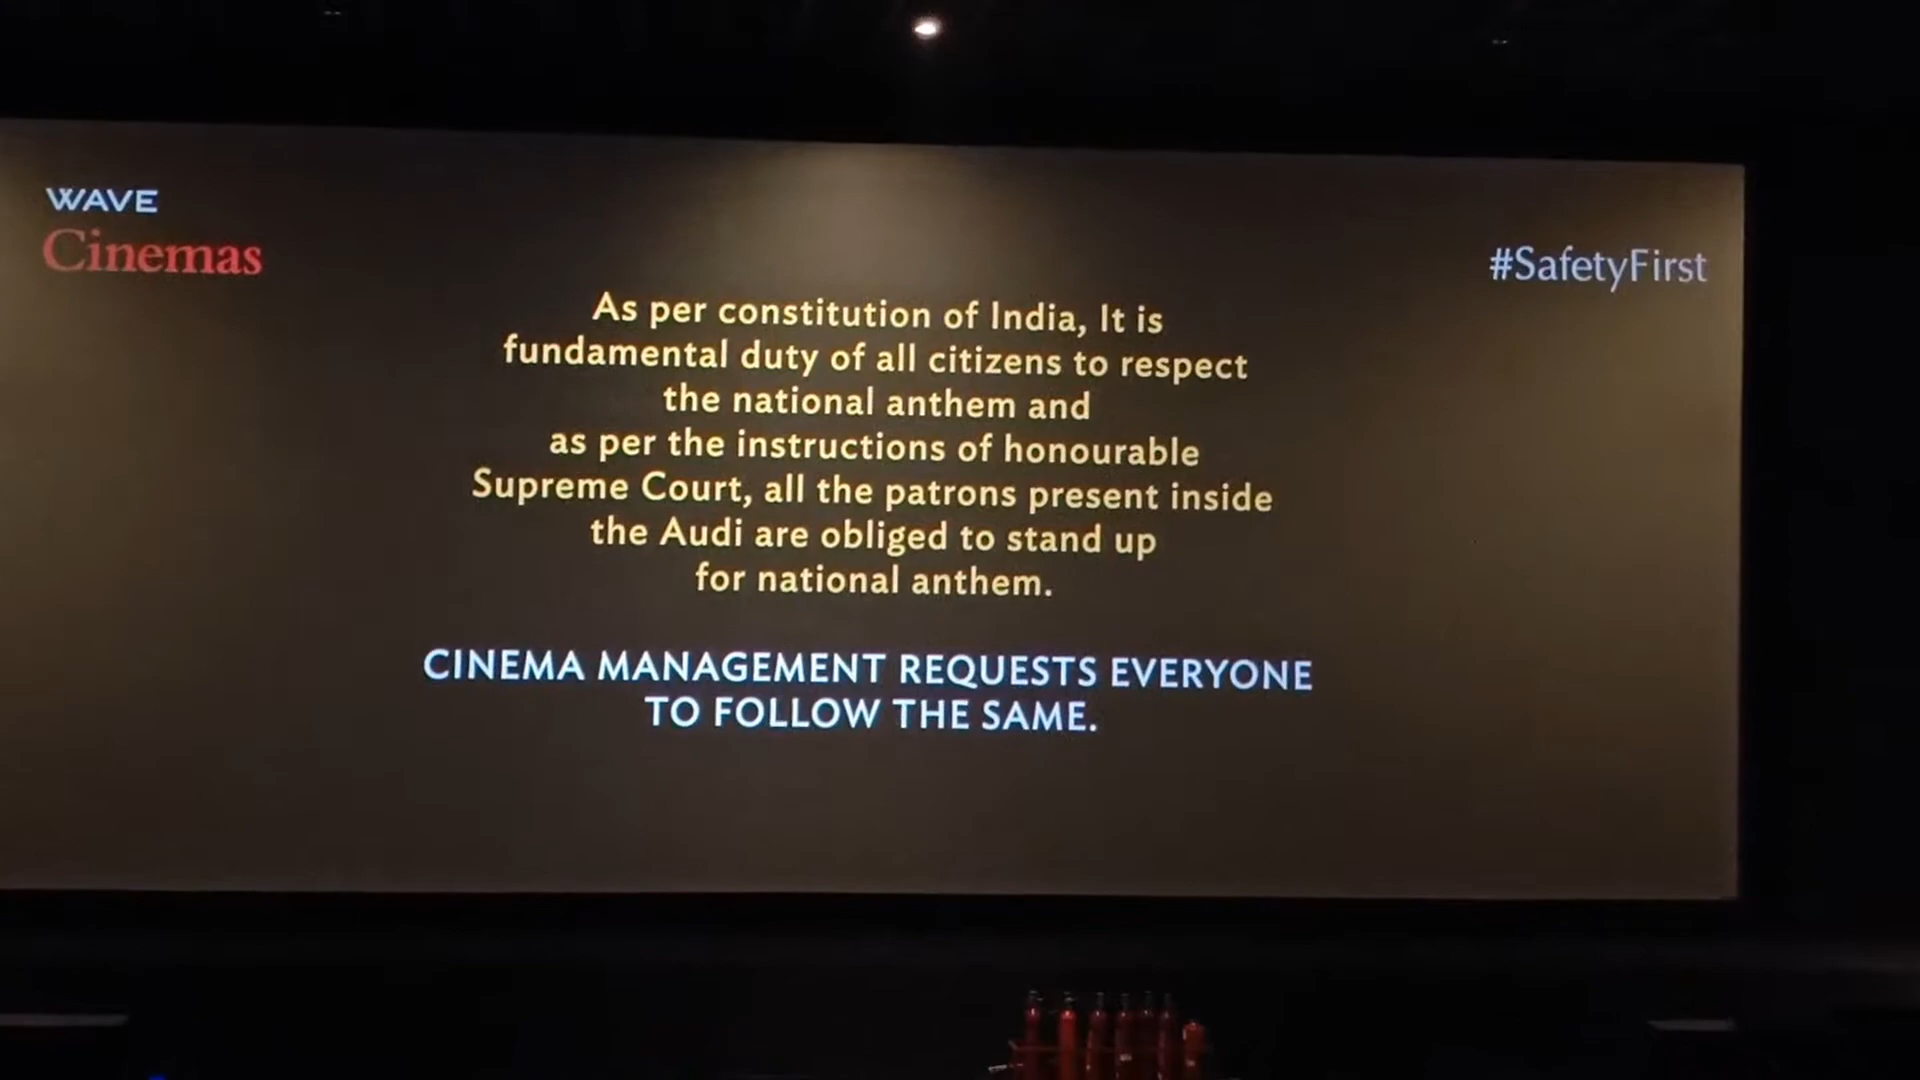 WAVE
Cinemas
#SafetyFirst
As per constitution of India, It is
fundamental duty of all citizens to respect
the national anthem and
as per the instructions of honourable
Supreme Court, all the patrons present inside
the Audi are obliged to stand up
for national anthem.
CINEMA MANAGEMENT REQUESTS EVERYONE
TO FOLLOW THE SAME.